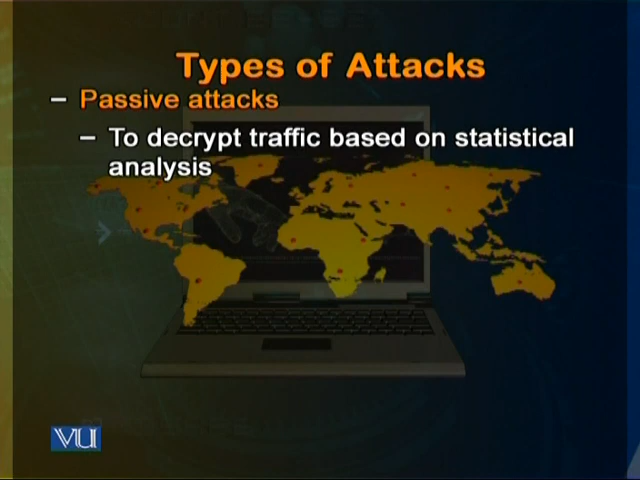 Types of Attacks
– Passive attacks
– To decrypt traffic based on statistical
analysis
VU